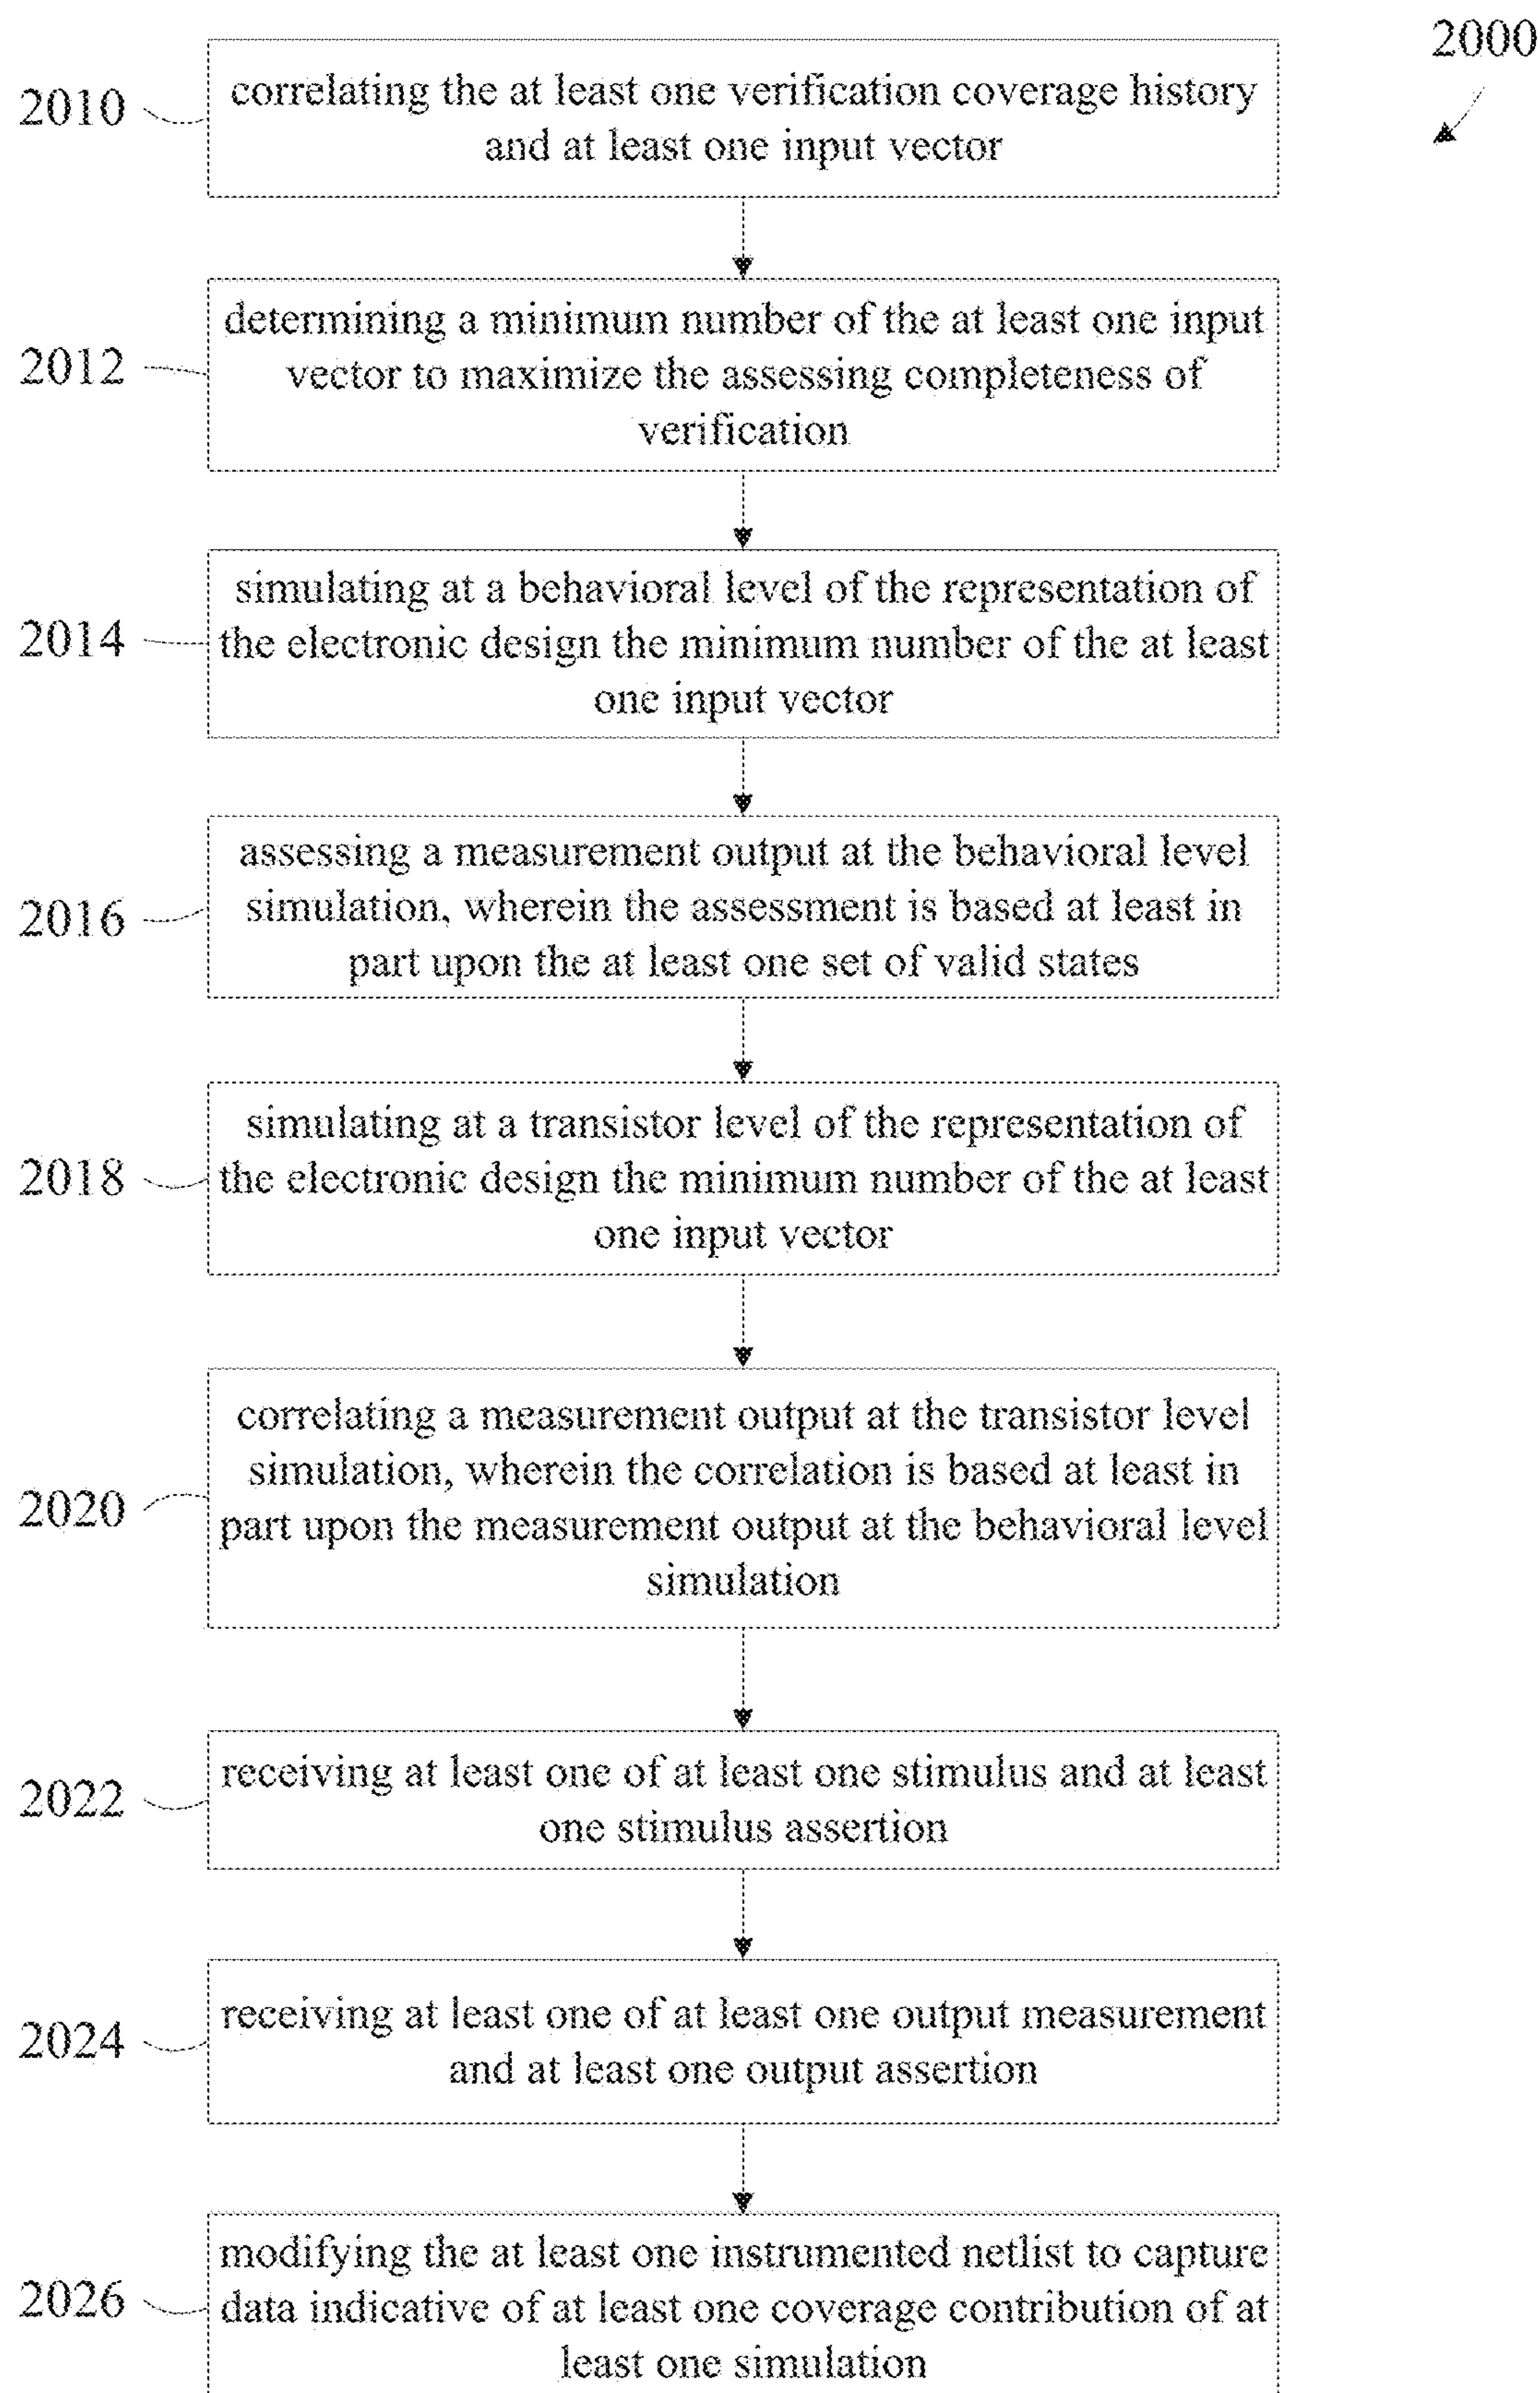 2000
2010
correlating the at least one verification coverage history
and at least one input vector
2012
determining a minimum number of the at least one input
vector to maximize the assessing completeness of
verification
2014
simulating at a behavioral level of the representation of
the electronic design the minimum number of the at least
one input vector
2016
assessing a measurement output at the behavioral level
simulation, wherein the assessment is based at least in
part upon the at least one set of valid states
2018
simulating at a transistor level of the representation of
the electronic design the minimum number of the at least
one input vector
2020
correlating a measurement output at the transistor level
simulation, wherein the correlation is based at least in
part upon the measurement output at the behavioral level
simulation
2022
receiving at least one of at least one stimulus and at least
one stimulus assertion
2024
receiving at least one of at least one output measurement
and at least one output assertion
2026
modifying the at least one instrumented netlist to capture
data indicative of at least one coverage contribution of at
least one simulation